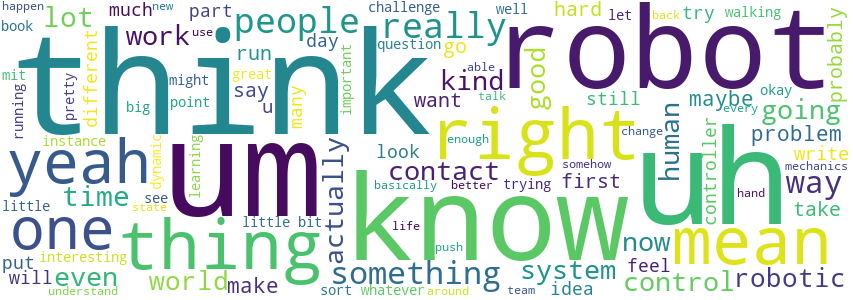 happen much new part
book lot work use people really challenge well hard let back walking
think robot
mit running pretty different run day question go try probably
might great say u many important kind able good
big point want talk still maybe okay every going
instance dynamic learning um actually look right enough change human controller problem write
yeah contact trying somehow first mechanics way
time see basically better hand take
little state little bit know life uh
one thing push now mean
put interesting something system feel control robotic
will even world make
understand sort whatever around team idea